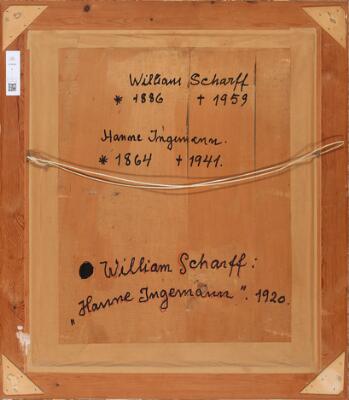 William Scharff
* 1886 † 1959
Hanne Ingemann.
* 1864 † 1941.
● William Scharff:
„Hanne Ingemann". 1920.